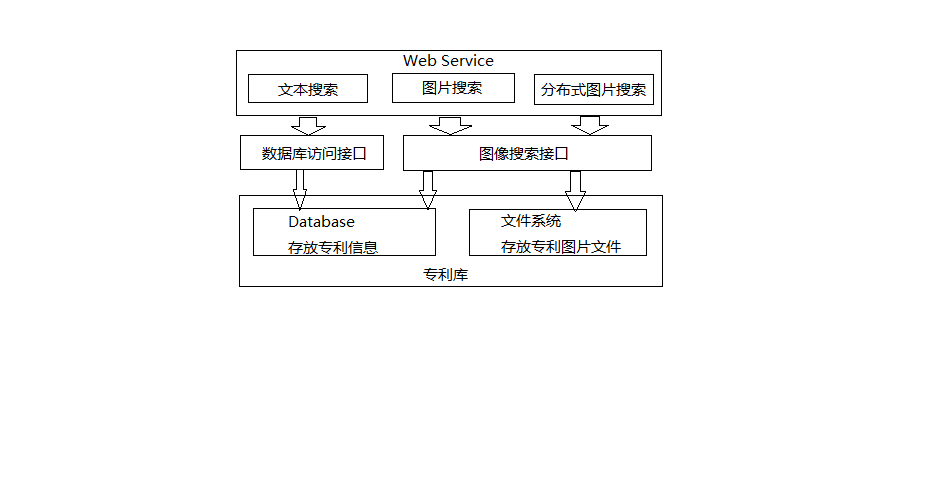 Web Service
文本搜索
图片搜索
分布式图片搜索
数据库访问接口
图像搜索接口
Database
存放专利信息
文件系统
存放专利图片文件
专利库